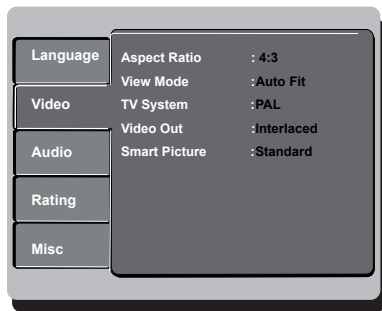 Language
Video
Audio
Rating
Misc
Aspect Ratio : 4:3
View Mode :Auto Fit
TV System :PAL
Video Out :Interlaced
Smart Picture :Standard